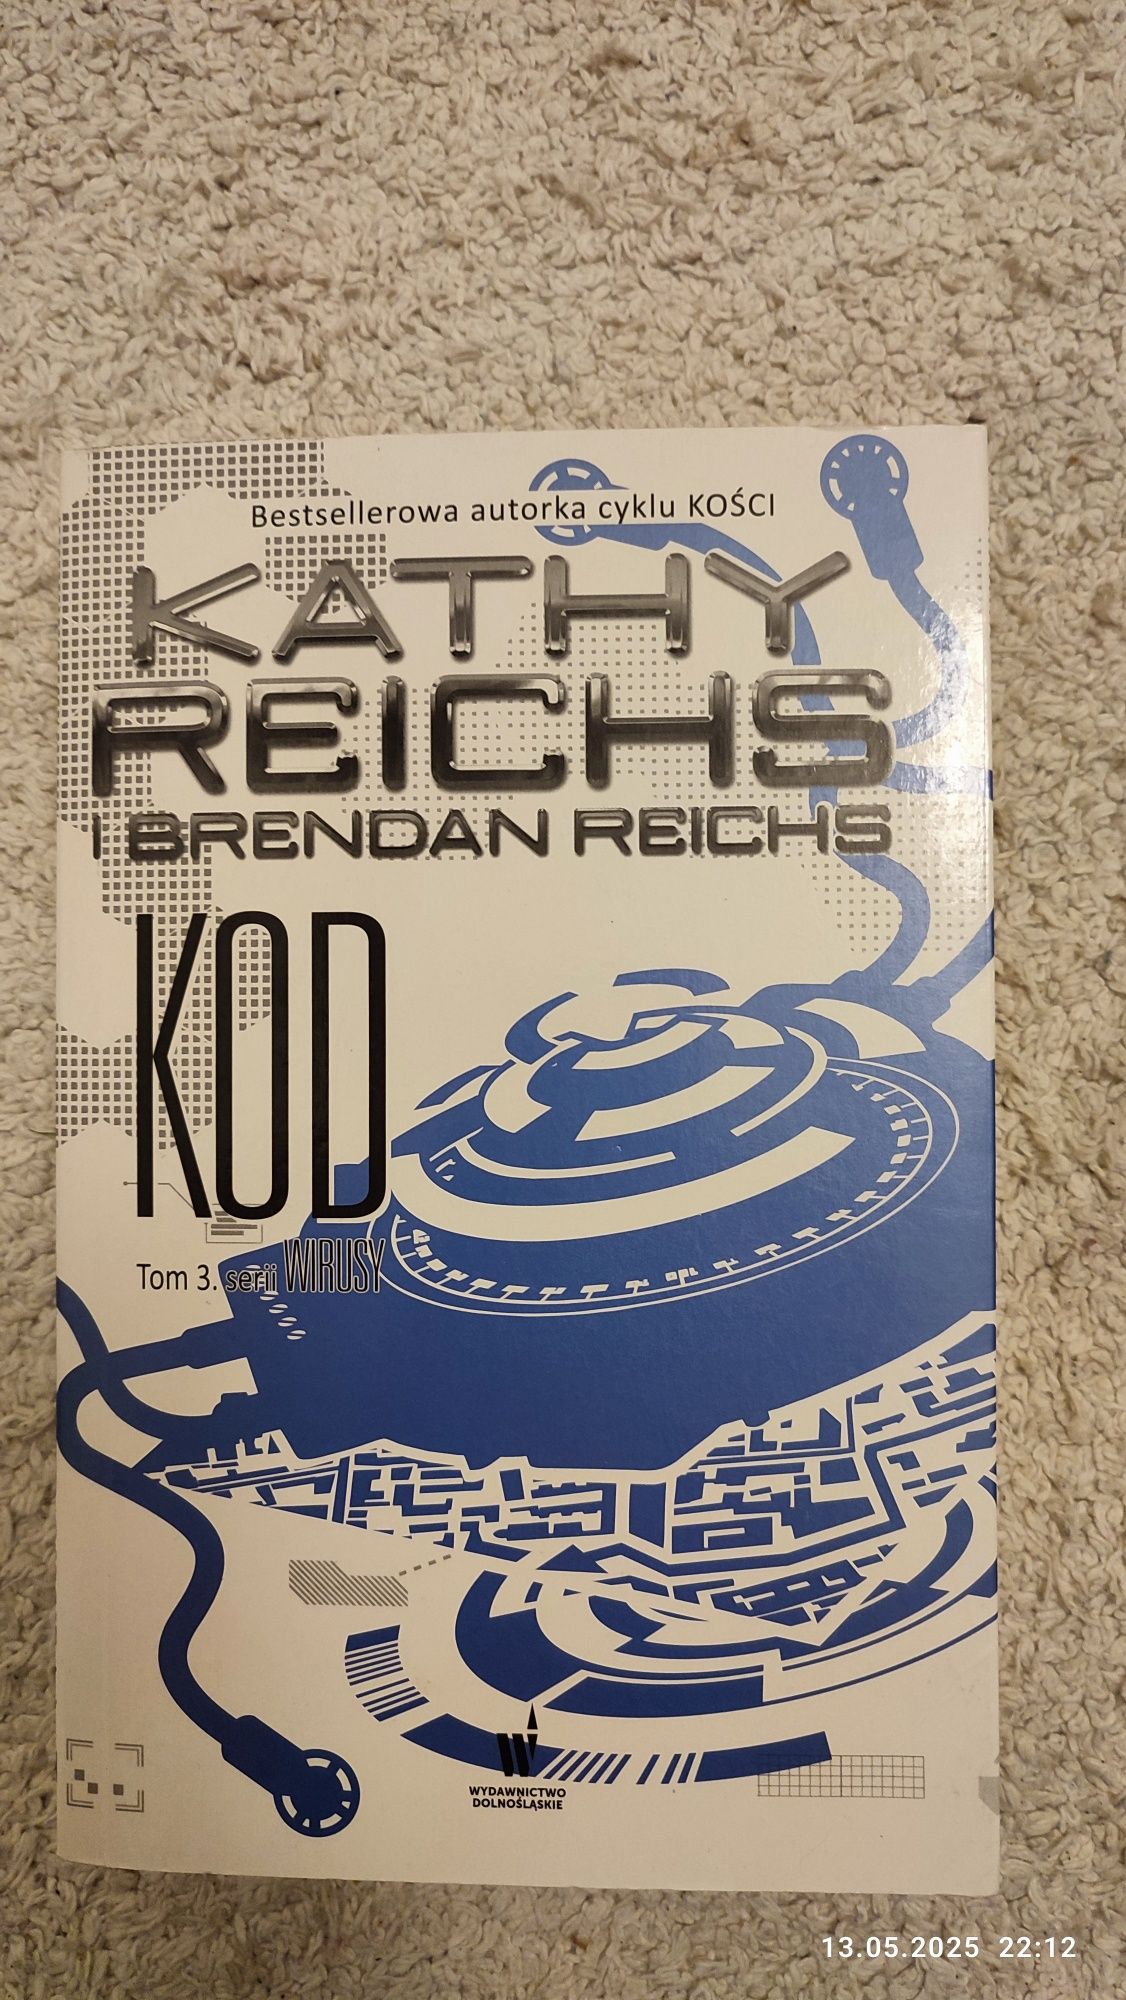 Bestsellerowa autorka cyklu KOŚCI
KATHY
REICHS
I BRENDAN REICHS
KOD
Tom 3. serii WIRUSY
W
WYDAWNICTWO
DOLNOŚLĄSKIE
13.05.2025 22:12